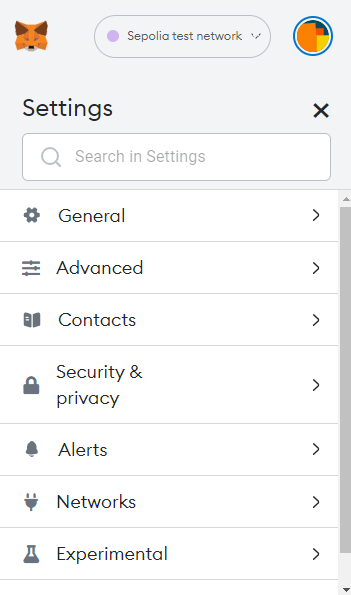 Sepolia test network
Settings
Search in Settings
General
Advanced
Contacts
Security &
privacy
Alerts
Networks
Experimental